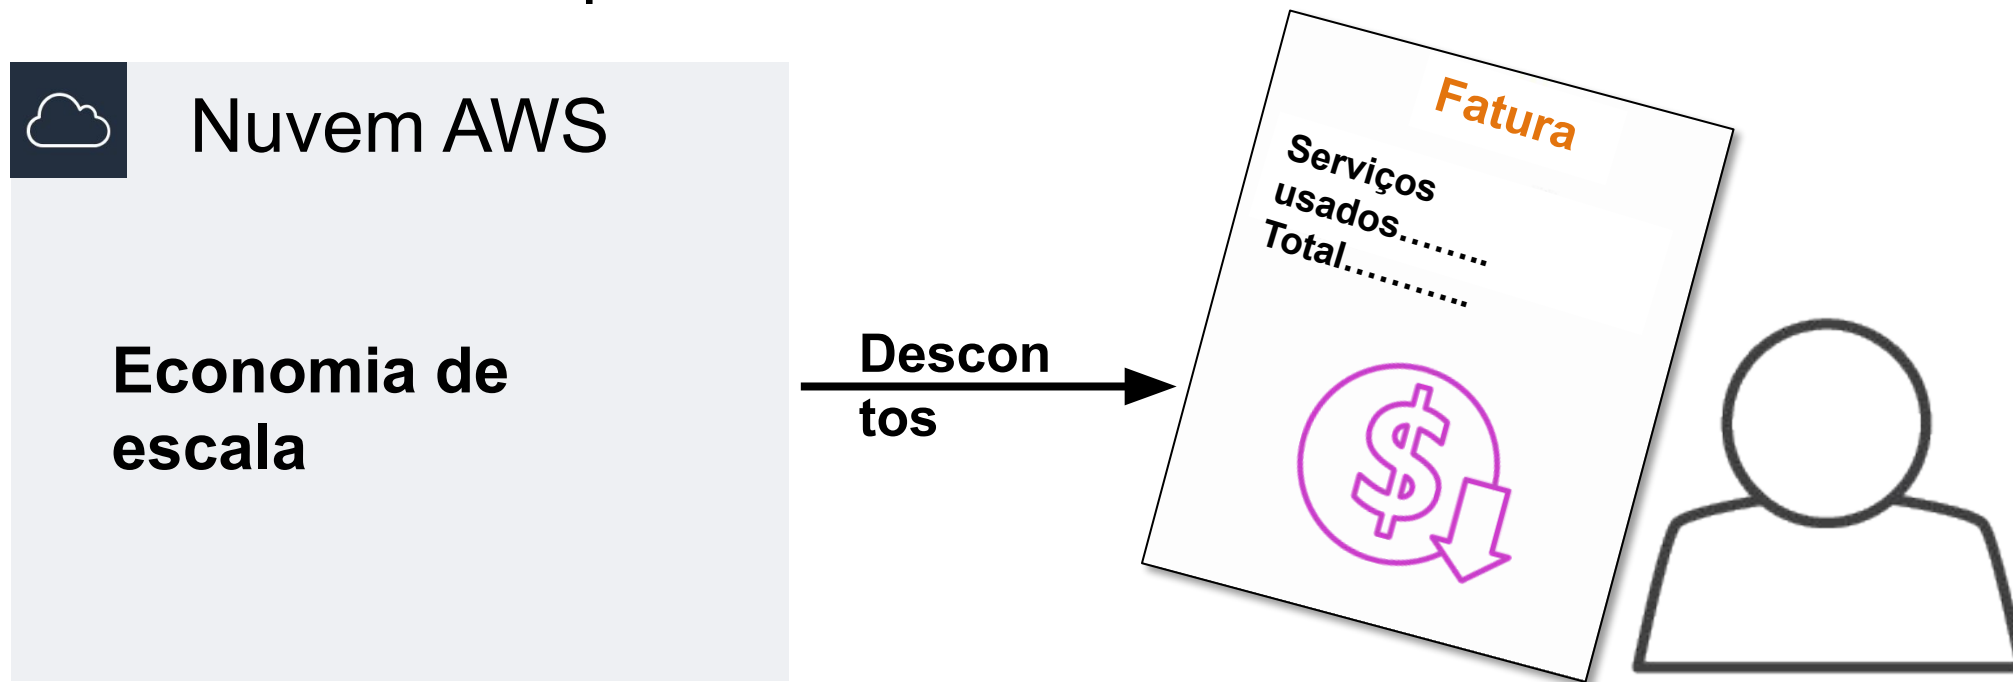 Nuvem AWS
Economia de
escala
Descon
tos
Fatura
Serviços
usados……..
Total………..